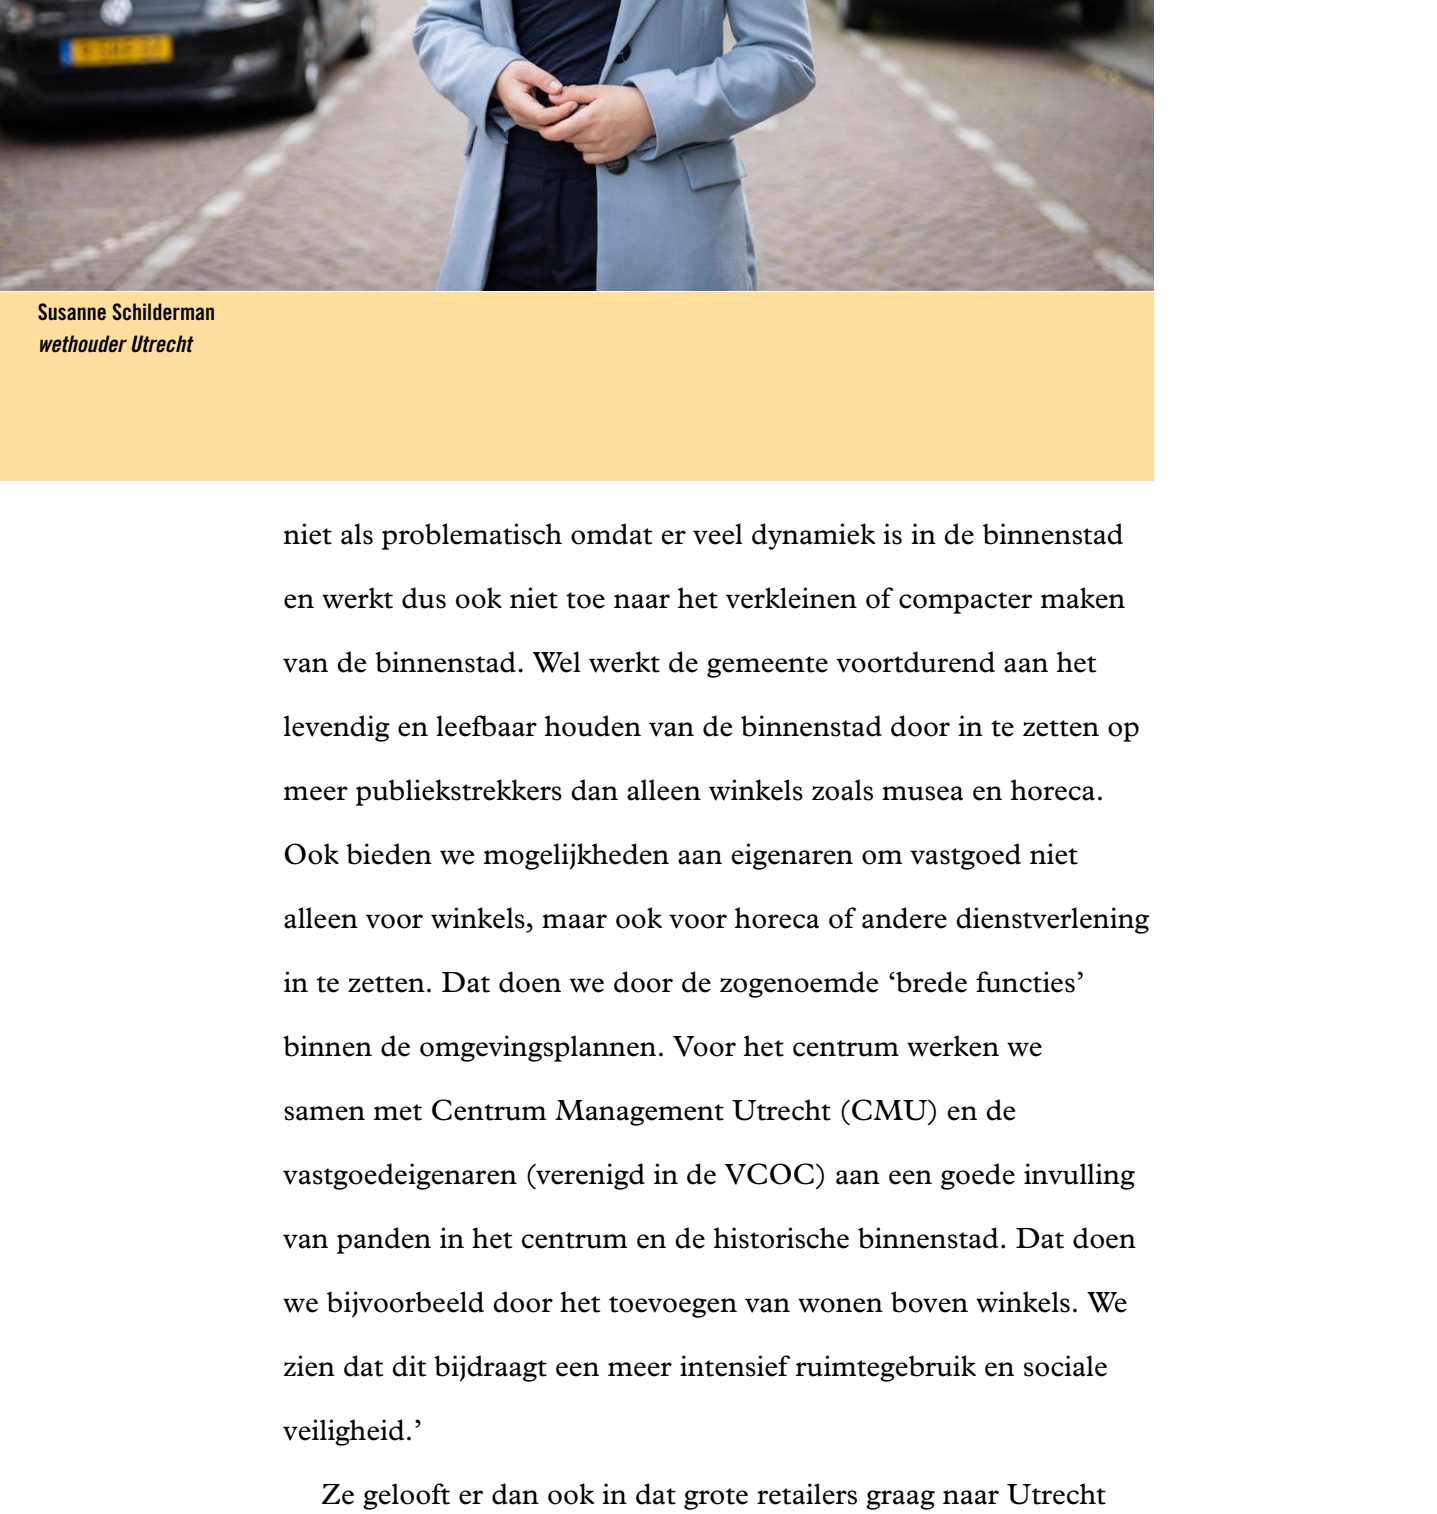 Susanne Schilderman
wethouder Utrecht
niet als problematisch omdat er veel dynamiek is in de binnenstad
en werkt dus ook niet toe naar het verkleinen of compacter maken
van de binnenstad. Wel werkt de gemeente voortdurend aan het
levendig en leefbaar houden van de binnenstad door in te zetten op
meer publiekstrekkers dan alleen winkels zoals musea en horeca.
Ook bieden we mogelijkheden aan eigenaren om vastgoed niet
alleen voor winkels, maar ook voor horeca of andere dienstverlening
in te zetten. Dat doen we door de zogenoemde ‘brede functies’
binnen de omgevingsplannen. Voor het centrum werken we
samen met Centrum Management Utrecht (CMU) en de
vastgoedeigenaren (verenigd in de VCOC) aan een goede invulling
van panden in het centrum en de historische binnenstad. Dat doen
we bijvoorbeeld door het toevoegen van wonen boven winkels. We
zien dat dit bijdraagt een meer intensief ruimtegebruik en sociale
veiligheid.’
Ze gelooft er dan ook in dat grote retailers graag naar Utrecht